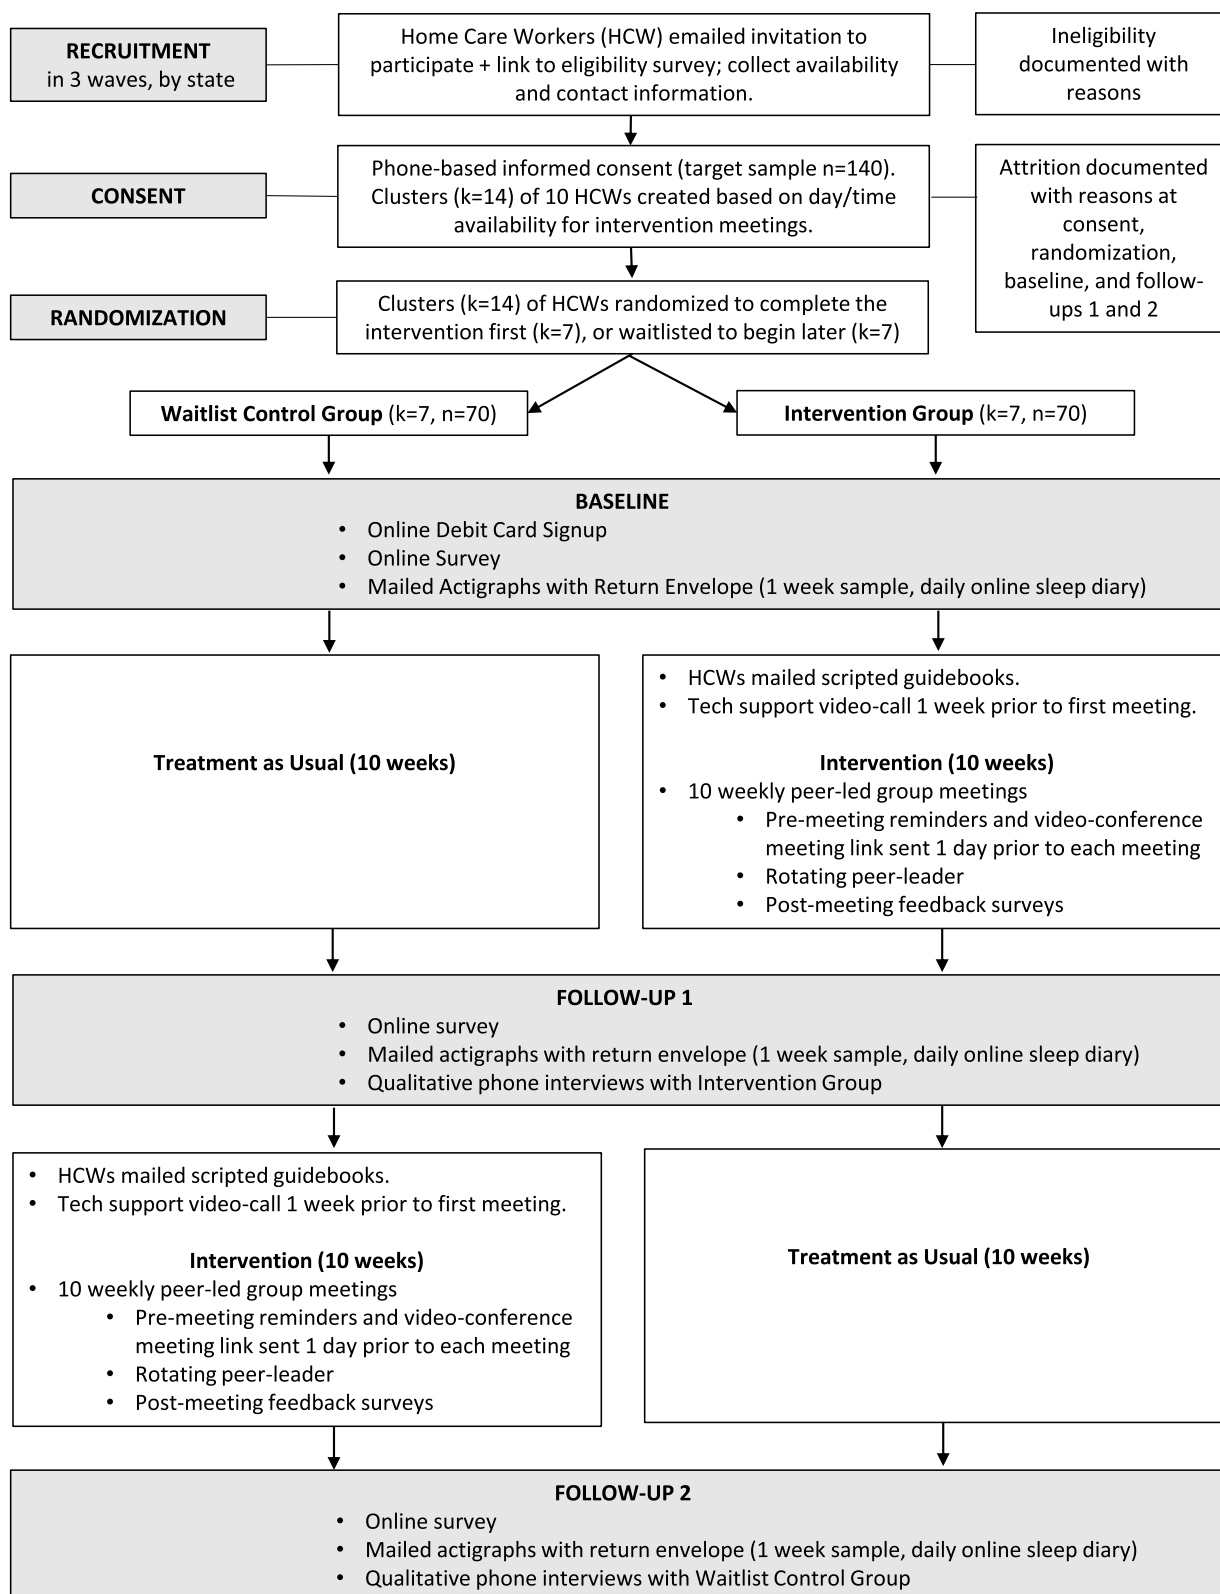 RECRUITMENT
in 3 waves, by state
Home Care Workers (HCW) emailed invitation to
participate + link to eligibility survey; collect availability
and contact information.
Ineligibility
documented with
reasons
CONSENT
Phone-based informed consent (target sample n=140).
Clusters (k=14) of 10 HCWs created based on day/time
availability for intervention meetings.
Attrition documented
with reasons at
consent,
randomization,
baseline, and follow-
ups 1 and 2
RANDOMIZATION
Clusters (k=14) of HCWs randomized to complete the
intervention first (k=7), or waitlisted to begin later (k=7)
Waitlist Control Group (k=7, n=70)
Intervention Group (k=7, n=70)
BASELINE
• Online Debit Card Signup
• Online Survey
• Mailed Actigraphs with Return Envelope (1 week sample, daily online sleep diary)
Treatment as Usual (10 weeks)
• HCWs mailed scripted guidebooks.
• Tech support video-call 1 week prior to first meeting.
Intervention (10 weeks)
• 10 weekly peer-led group meetings
• Pre-meeting reminders and video-conference
meeting link sent 1 day prior to each meeting
• Rotating peer-leader
• Post-meeting feedback surveys
FOLLOW-UP 1
• Online survey
• Mailed actigraphs with return envelope (1 week sample, daily online sleep diary)
• Qualitative phone interviews with Intervention Group
• HCWs mailed scripted guidebooks.
• Tech support video-call 1 week prior to first meeting.
Intervention (10 weeks)
• 10 weekly peer-led group meetings
• Pre-meeting reminders and video-conference
meeting link sent 1 day prior to each meeting
• Rotating peer-leader
• Post-meeting feedback surveys
Treatment as Usual (10 weeks)
FOLLOW-UP 2
• Online survey
• Mailed actigraphs with return envelope (1 week sample, daily online sleep diary)
• Qualitative phone interviews with Waitlist Control Group